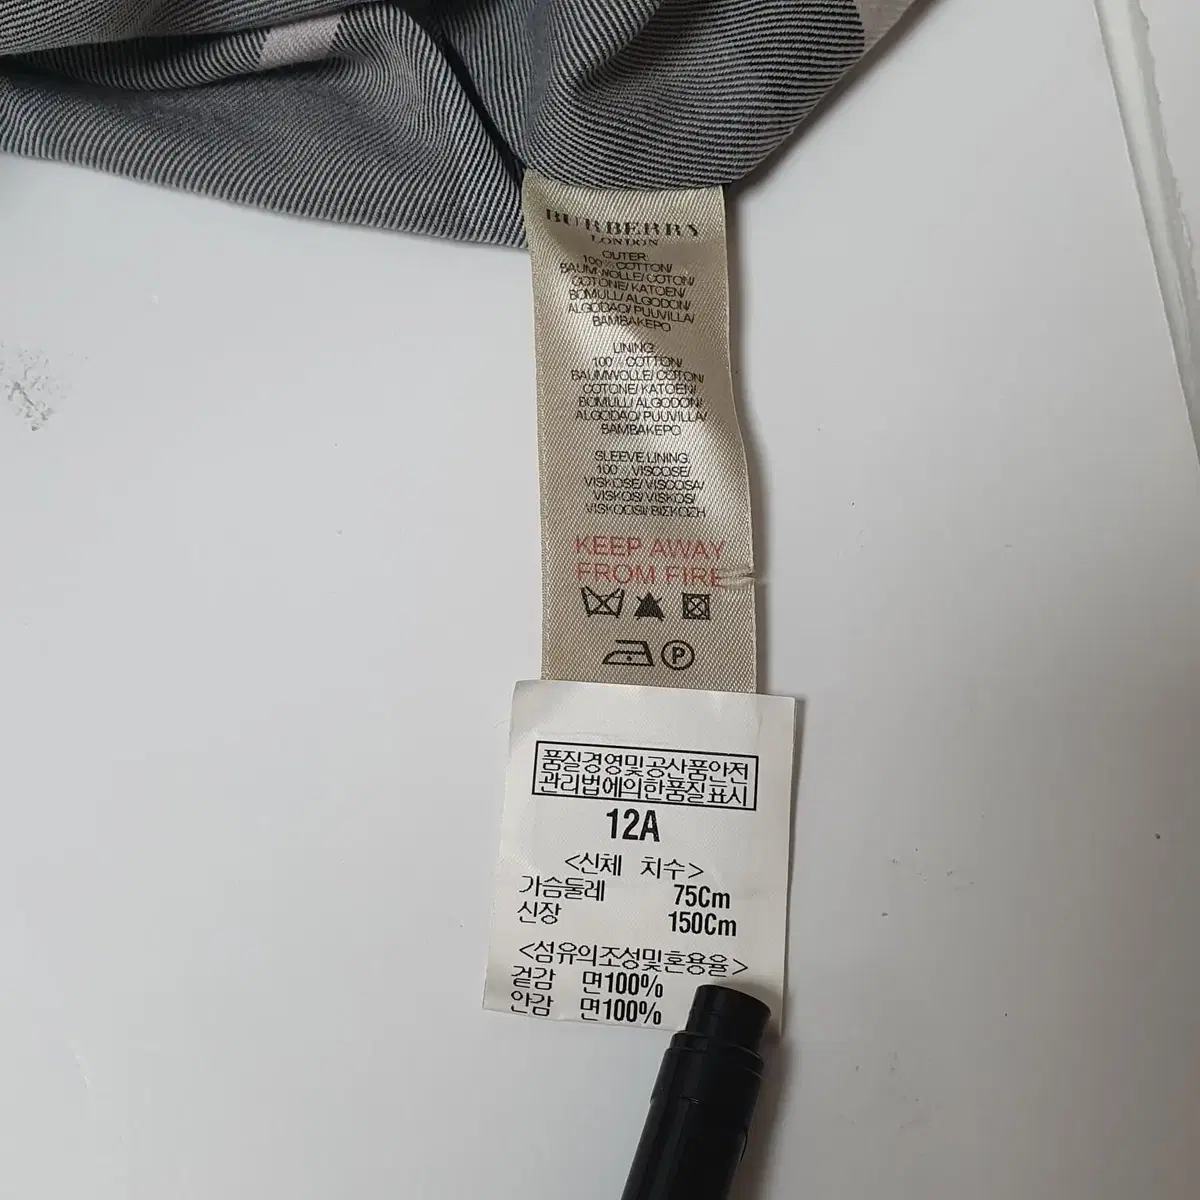 BURBERRY
LONDON
OUTER:
100% COTTON/
BAUMWOLLE/ COTON/
COTONE/ KATOEN/
BOMULL/ ALGODON/
ALGODAO/ PUUVILLA/
BAMBAKEPO
LINING:
100% COTTON/
BAUMWOLLE/ COTON/
COTONE/ KATOEN/
BOMULL/ ALGODON/
ALGODAO/ PUUVILLA/
BAMBAKEPO
SLEEVE LINING:
100% VISCOSE/
VISKOSE/ VISCOSA/
VISKOS/ VISKOS/
VISKOOSI/ ΒΙΣΚΟΖΗ
KEEP AWAY
FROM FIRE
P
품질경영및공산품안전
관리법에의한품질표시
12A
<신체 치수>
가슴둘레 75Cm
신장 150Cm
<섬유의조성및혼용율>
겉감 면100%
안감 면100%